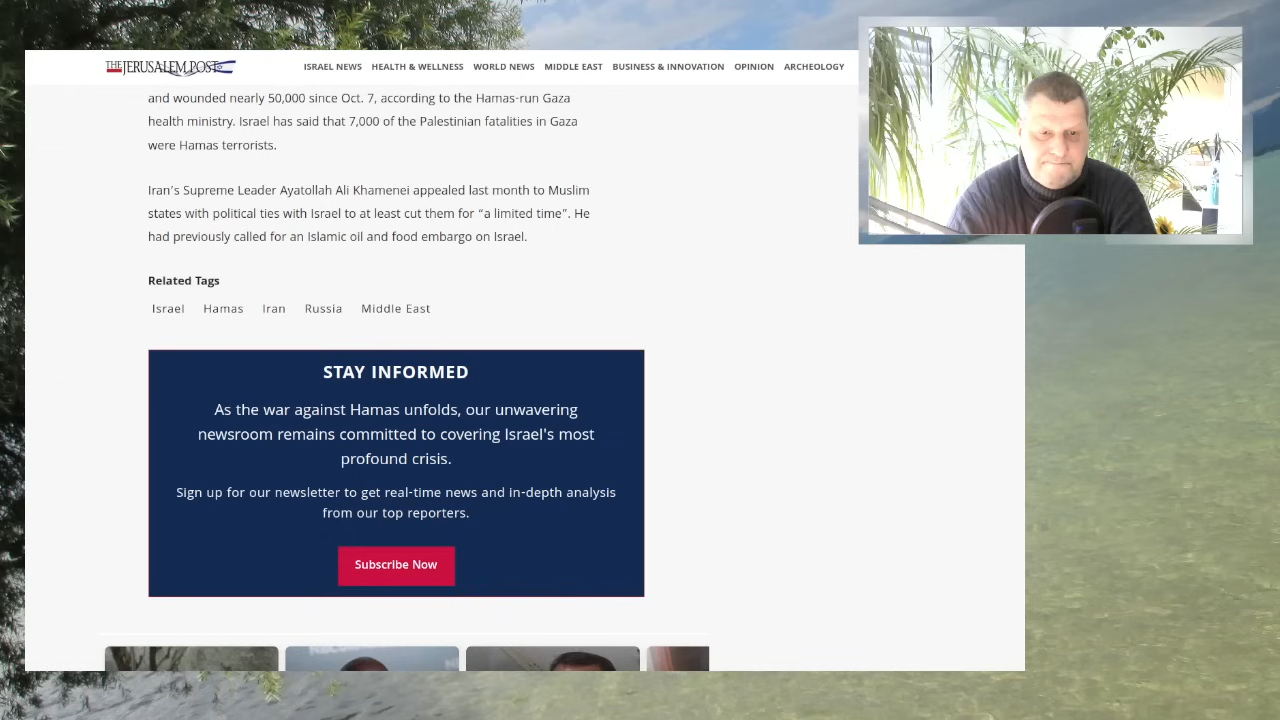 THE JERUSALEM POST
ISRAEL NEWS HEALTH & WELLNESS WORLD NEWS MIDDLE EAST BUSINESS & INNOVATION OPINION ARCHEOLOGY
and wounded nearly 50,000 since Oct. 7, according to the Hamas-run Gaza
health ministry. Israel has said that 7,000 of the Palestinian fatalities in Gaza
were Hamas terrorists.
Iran's Supreme Leader Ayatollah Ali Khamenei appealed last month to Muslim
states with political ties with Israel to at least cut them for “a limited time”. He
had previously called for an Islamic oil and food embargo on Israel.
Related Tags
Israel Hamas Iran Russia Middle East
STAY INFORMED
As the war against Hamas unfolds, our unwavering
newsroom remains committed to covering Israel's most
profound crisis.
Sign up for our newsletter to get real-time news and in-depth analysis
from our top reporters.
Subscribe Now